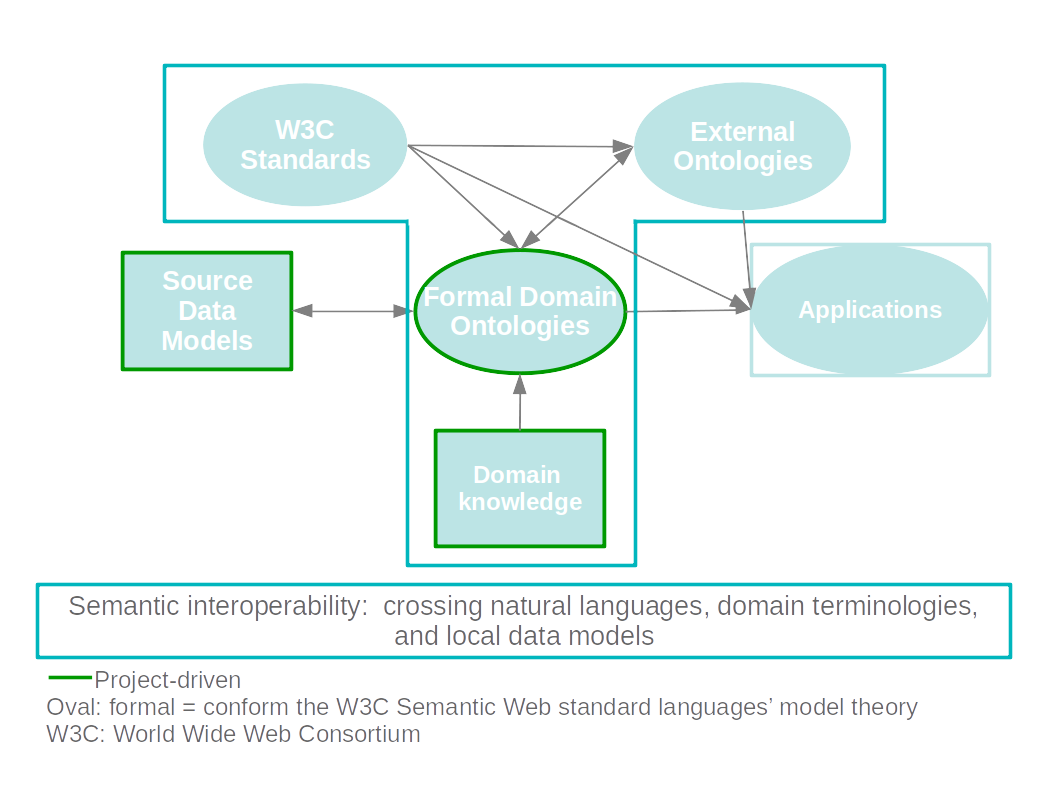 W3C
Standards
External
Ontologies
Source
Data
Models
Formal Domain
Ontologies
Applications
Domain
knowledge
Semantic interoperability:  crossing natural languages, domain terminologies,
and local data models
Project-driven
Oval: formal = conform the W3C Semantic Web standard languages’ model theory
W3C: World Wide Web Consortium